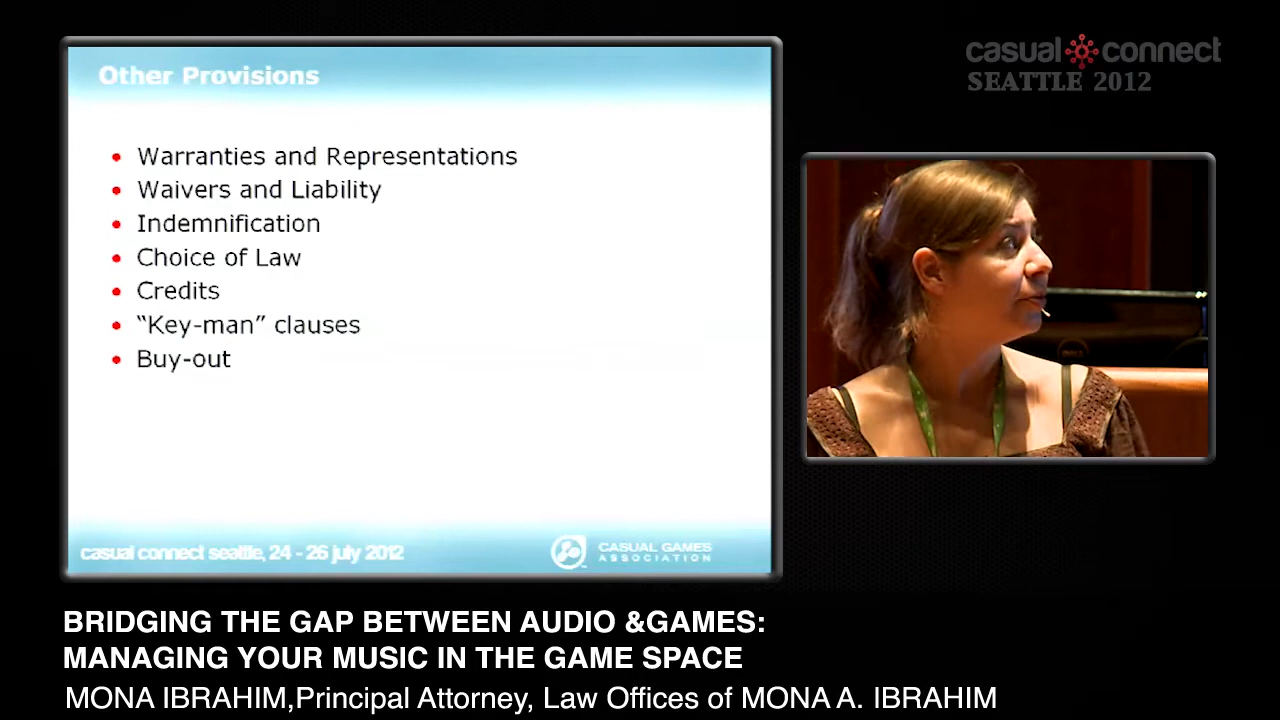 Other Provisions
• Warranties and Representations
• Waivers and Liability
• Indemnification
• Choice of Law
• Credits
• “Key-man” clauses
• Buy-out
casual connect seattle, 24 - 26 july 2012
CASUAL GAMES
ASSOCIATION
casual connect
SEATTLE 2012
DELL
BRIDGING THE GAP BETWEEN AUDIO &GAMES:
MANAGING YOUR MUSIC IN THE GAME SPACE
MONA IBRAHIM,Principal Attorney, Law Offices of MONA A. IBRAHIM